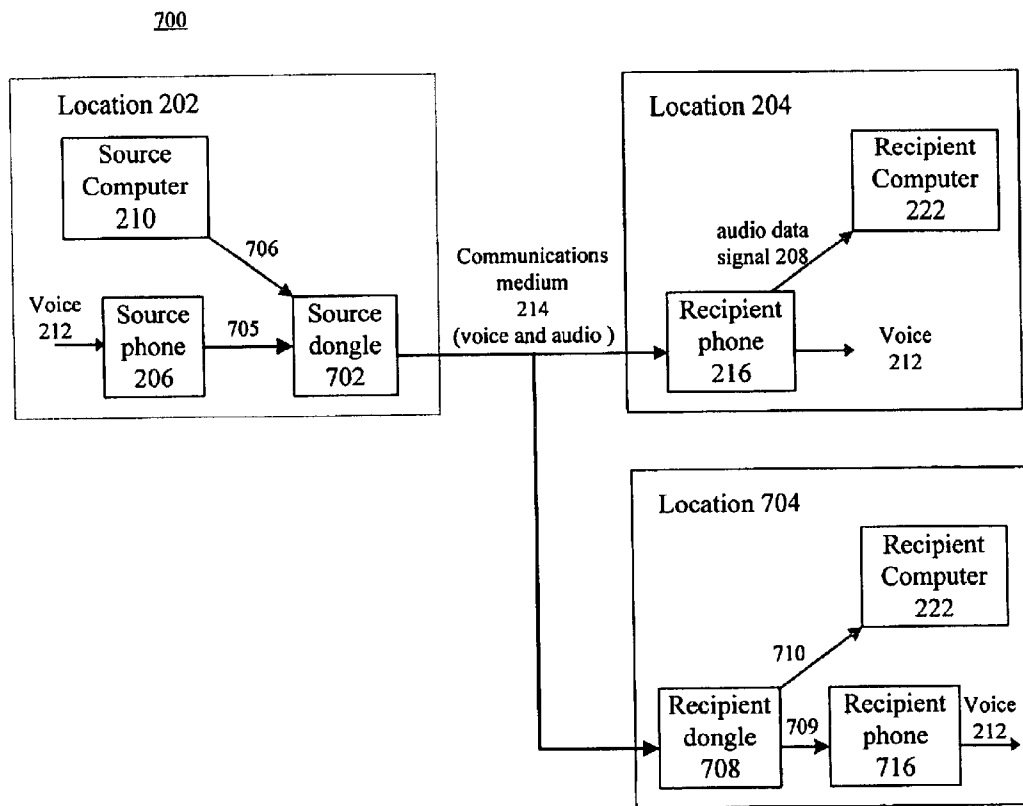 700
Location 202
Source
Computer
210
706
Voice
212
Source
phone
206
705
Source
dongle
702
Communications
medium
214
(voice and audio )
Location 204
Recipient
Computer
222
audio data
signal 208
Recipient
phone
216
Voice
212
Location 704
Recipient
Computer
222
710
Recipient
dongle
708
709
Recipient
phone
716
Voice
212